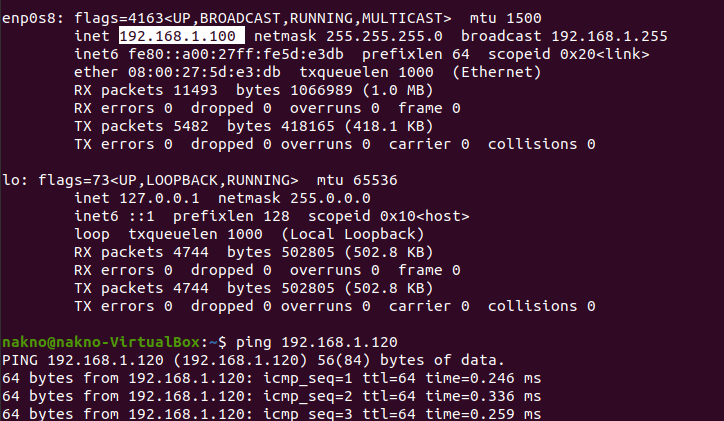 enp0s8: flags=4163<UP,BROADCAST,RUNNING,MULTICAST>  mtu 1500
        inet 192.168.1.100  netmask 255.255.255.0  broadcast 192.168.1.255
        inet6 fe80::a00:27ff:fe5d:e3db  prefixlen 64  scopeid 0x20<link>
        ether 08:00:27:5d:e3:db  txqueuelen 1000  (Ethernet)
        RX packets 11493  bytes 1066989 (1.0 MB)
        RX errors 0  dropped 0  overruns 0  frame 0
        TX packets 5482  bytes 418165 (418.1 KB)
        TX errors 0  dropped 0 overruns 0  carrier 0  collisions 0

lo: flags=73<UP,LOOPBACK,RUNNING>  mtu 65536
        inet 127.0.0.1  netmask 255.0.0.0
        inet6 ::1  prefixlen 128  scopeid 0x10<host>
        loop  txqueuelen 1000  (Local Loopback)
        RX packets 4744  bytes 502805 (502.8 KB)
        RX errors 0  dropped 0  overruns 0  frame 0
        TX packets 4744  bytes 502805 (502.8 KB)
        TX errors 0  dropped 0 overruns 0  carrier 0  collisions 0

nakno@nakno-VirtualBox:~$ ping 192.168.1.120
PING 192.168.1.120 (192.168.1.120) 56(84) bytes of data.
64 bytes from 192.168.1.120: icmp_seq=1 ttl=64 time=0.246 ms
64 bytes from 192.168.1.120: icmp_seq=2 ttl=64 time=0.336 ms
64 bytes from 192.168.1.120: icmp_seq=3 ttl=64 time=0.259 ms